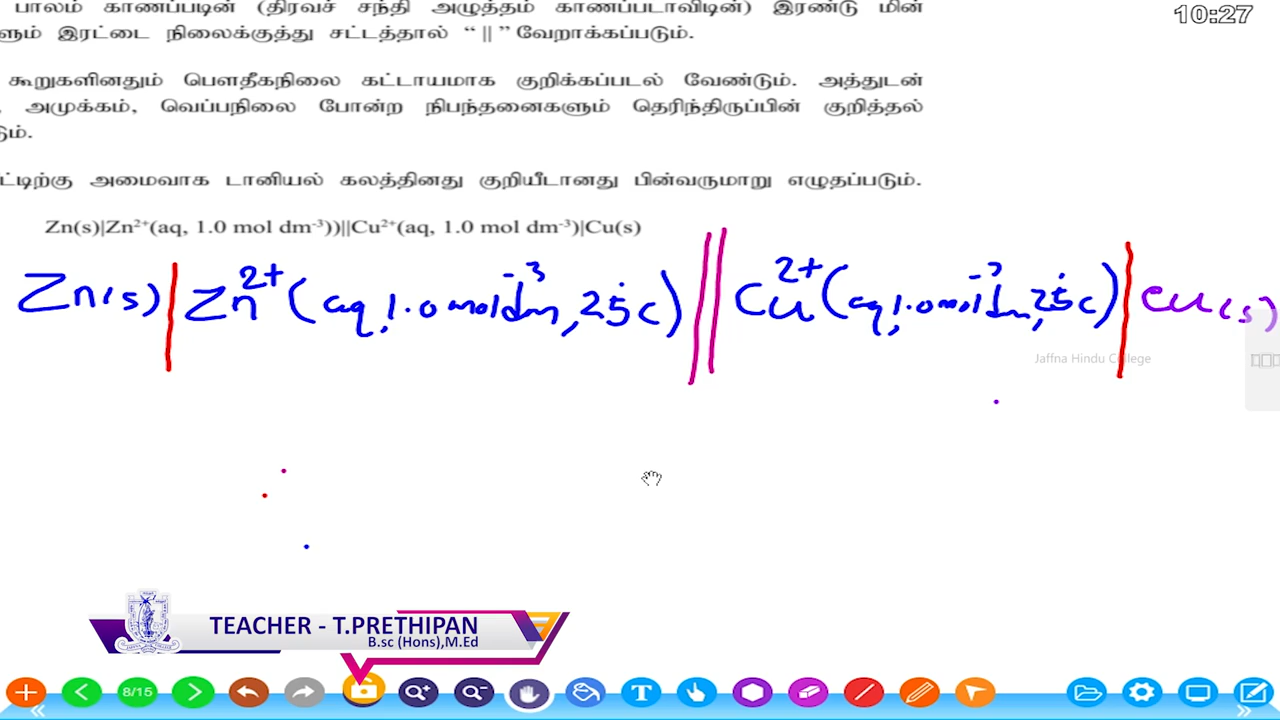 பாலம் காணப்படின் (திரவச் சந்தி அழுத்தம் காணப்படாவிடின்) இரண்டு மின்
ளும் இரட்டை நிலைக்குத்து சட்டத்தால் “ || ” வேறாக்கப்படும்.
கூறுகளினதும் பௌதீகநிலை கட்டாயமாக குறிக்கப்படல் வேண்டும். அத்துடன்
, அமுக்கம், வெப்பநிலை போன்ற நிபந்தனைகளும் தெரிந்திருப்பின் குறித்தல்
டும்.
ட்டிற்கு அமைவாக டானியல் கலத்தினது குறியீடானது பின்வருமாறு எழுதப்படும்.
Zn(s)|Zn²⁺(aq, 1.0 mol dm⁻³))||Cu²⁺(aq, 1.0 mol dm⁻³)|Cu(s)
Zn(s) | Zn²⁺(aq, 1.0 mol dm⁻³, 25°C) || Cu²⁺(aq, 1.0 mol dm⁻³, 25°C) | Cu(s)
Jaffna Hindu College
TEACHER - T.PRETHIPAN
B.sc (Hons),M.Ed
10:27
8/15